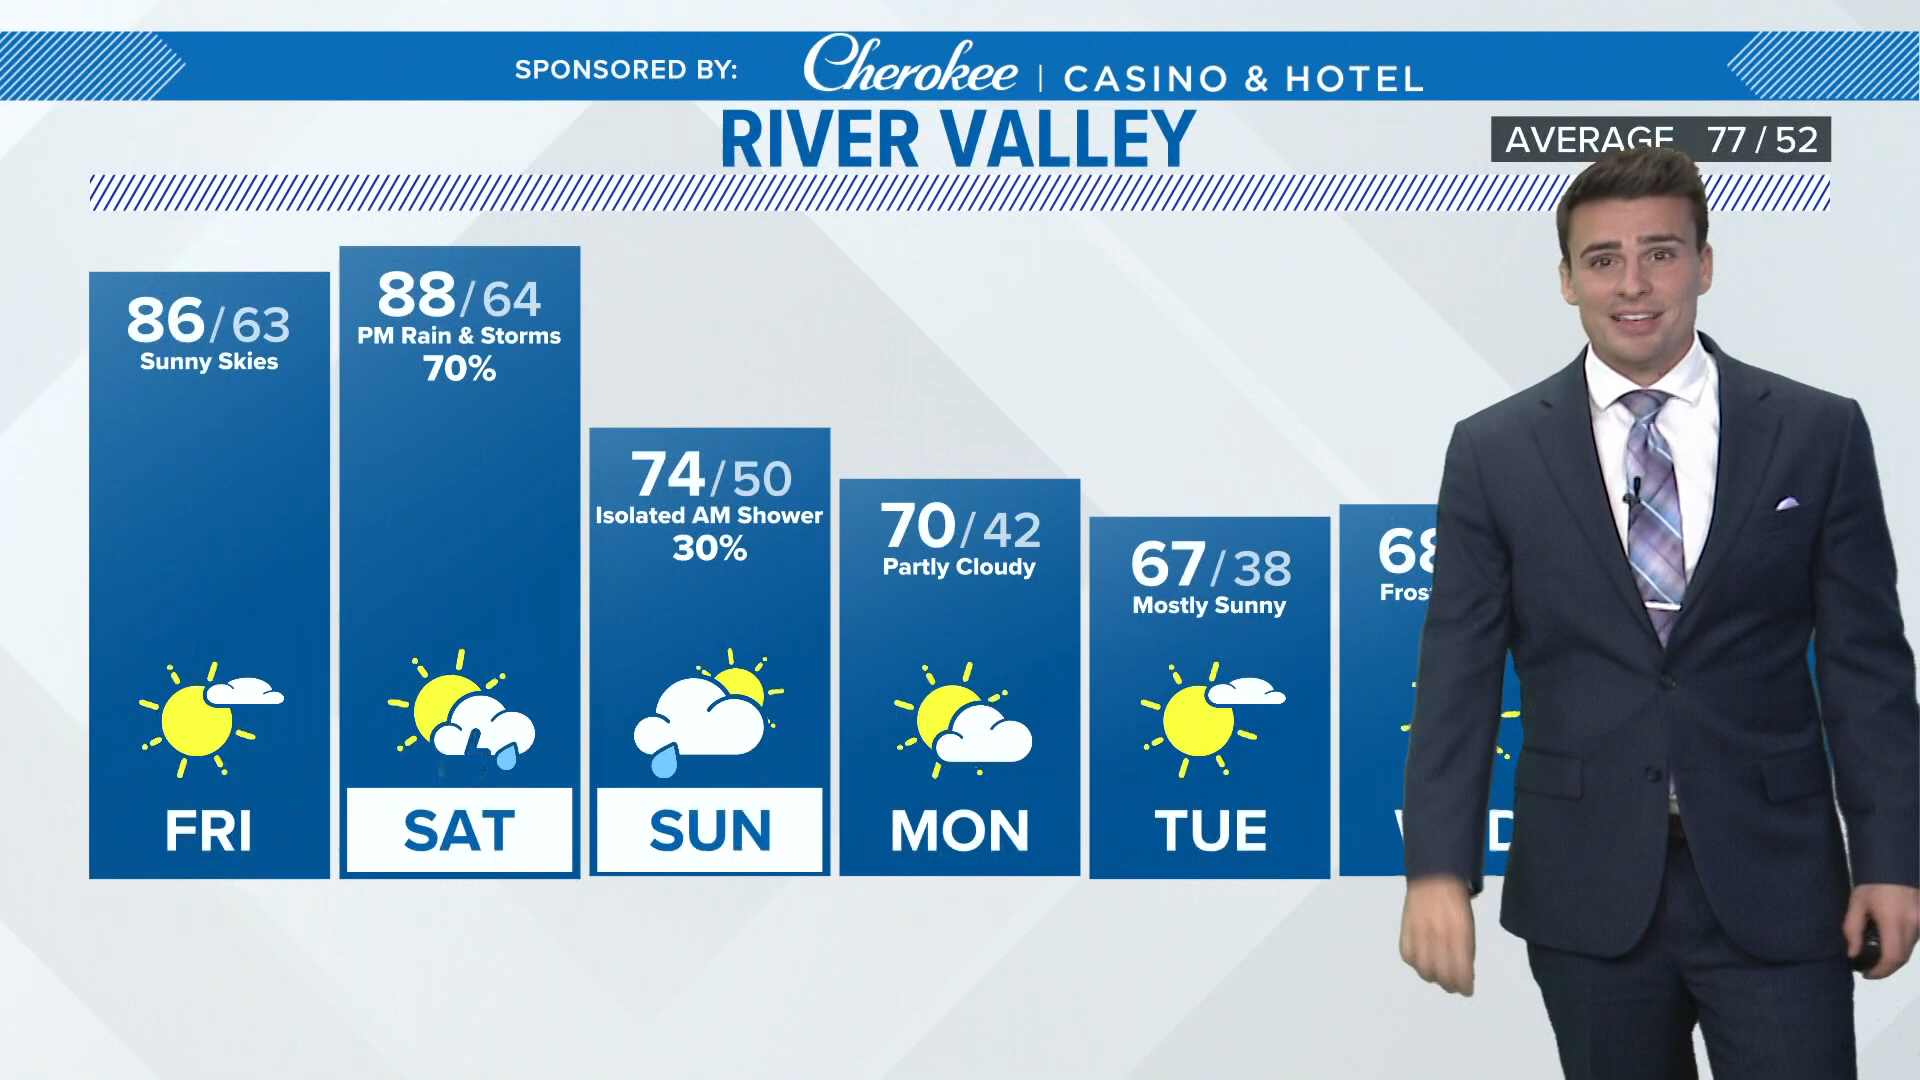 SPONSORED BY: Cherokee | CASINO & HOTEL
RIVER VALLEY
AVERAGE 77 / 52
86/63
Sunny Skies
FRI
88/64
PM Rain & Storms
70%
SAT
74/50
Isolated AM Shower
30%
SUN
70/42
Partly Cloudy
MON
67/38
Mostly Sunny
TUE
68